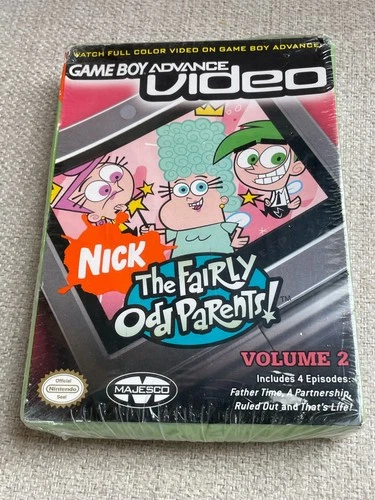 WATCH FULL COLOR VIDEO ON GAME BOY ADVANCE!
GAME BOY ADVANCE
video
NICK
The FAIRLY
OddPaReNTS!
TM
VOLUME 2
Includes 4 Episodes:
Father Time, A Partnership,
Ruled Out and That's Life!
Official
Nintendo
Seal
MAJESCO